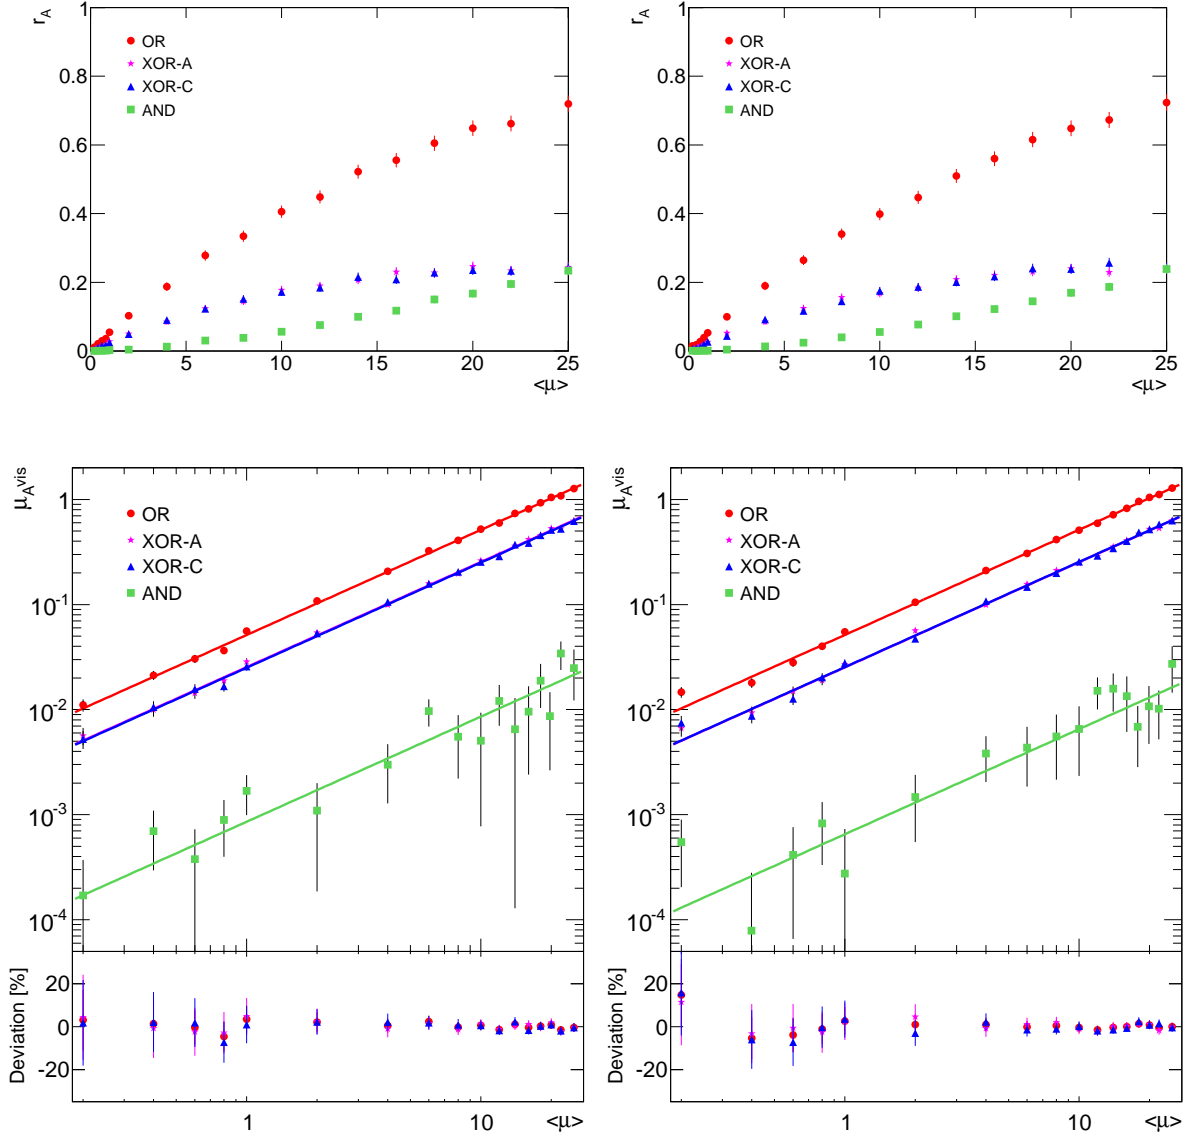 r_A
1
0.8
0.6
0.4
0.2
0
OR
XOR-A
XOR-C
AND
0 5 10 15 20 25
<μ>
r_A
1
0.8
0.6
0.4
0.2
0
OR
XOR-A
XOR-C
AND
0 5 10 15 20 25
<μ>
μ_A^vis
1
10^-1
10^-2
10^-3
10^-4
OR
XOR-A
XOR-C
AND
Deviation [%]
20
0
-20
1 10 <μ>
μ_A^vis
1
10^-1
10^-2
10^-3
10^-4
OR
XOR-A
XOR-C
AND
Deviation [%]
20
0
-20
1 10 <μ>